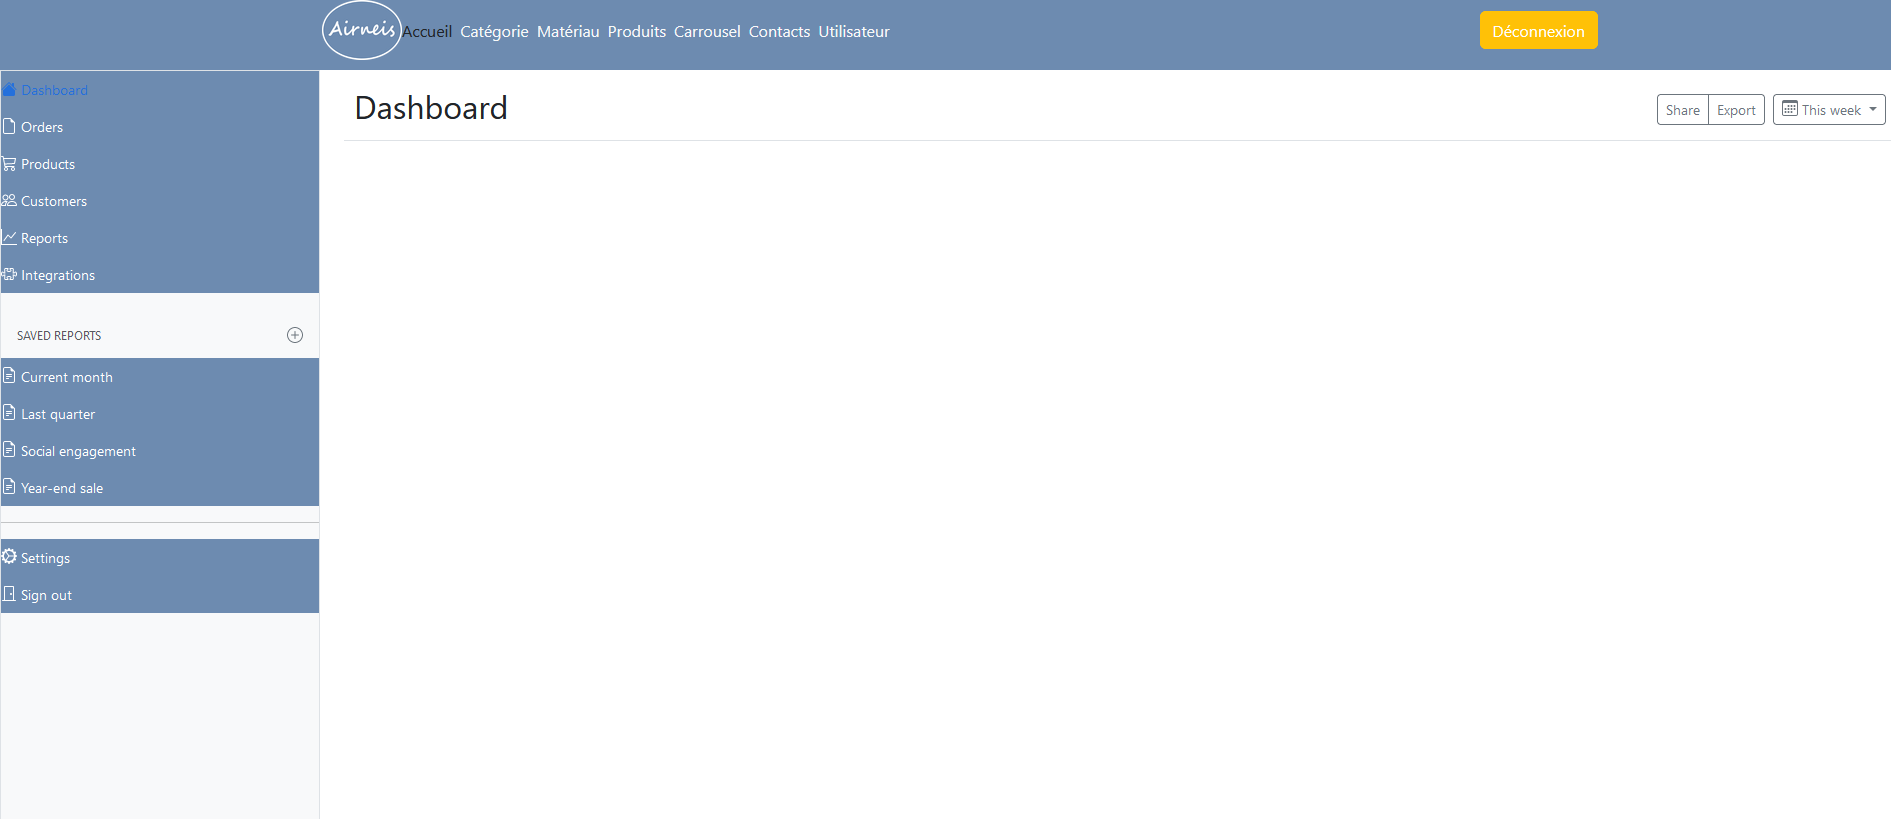 Airneis Accueil Catégorie Matériau Produits Carrousel Contacts Utilisateur Déconnexion
Dashboard
Orders
Products
Customers
Reports
Integrations
SAVED REPORTS
Current month
Last quarter
Social engagement
Year-end sale
Settings
Sign out
Dashboard
Share Export This week